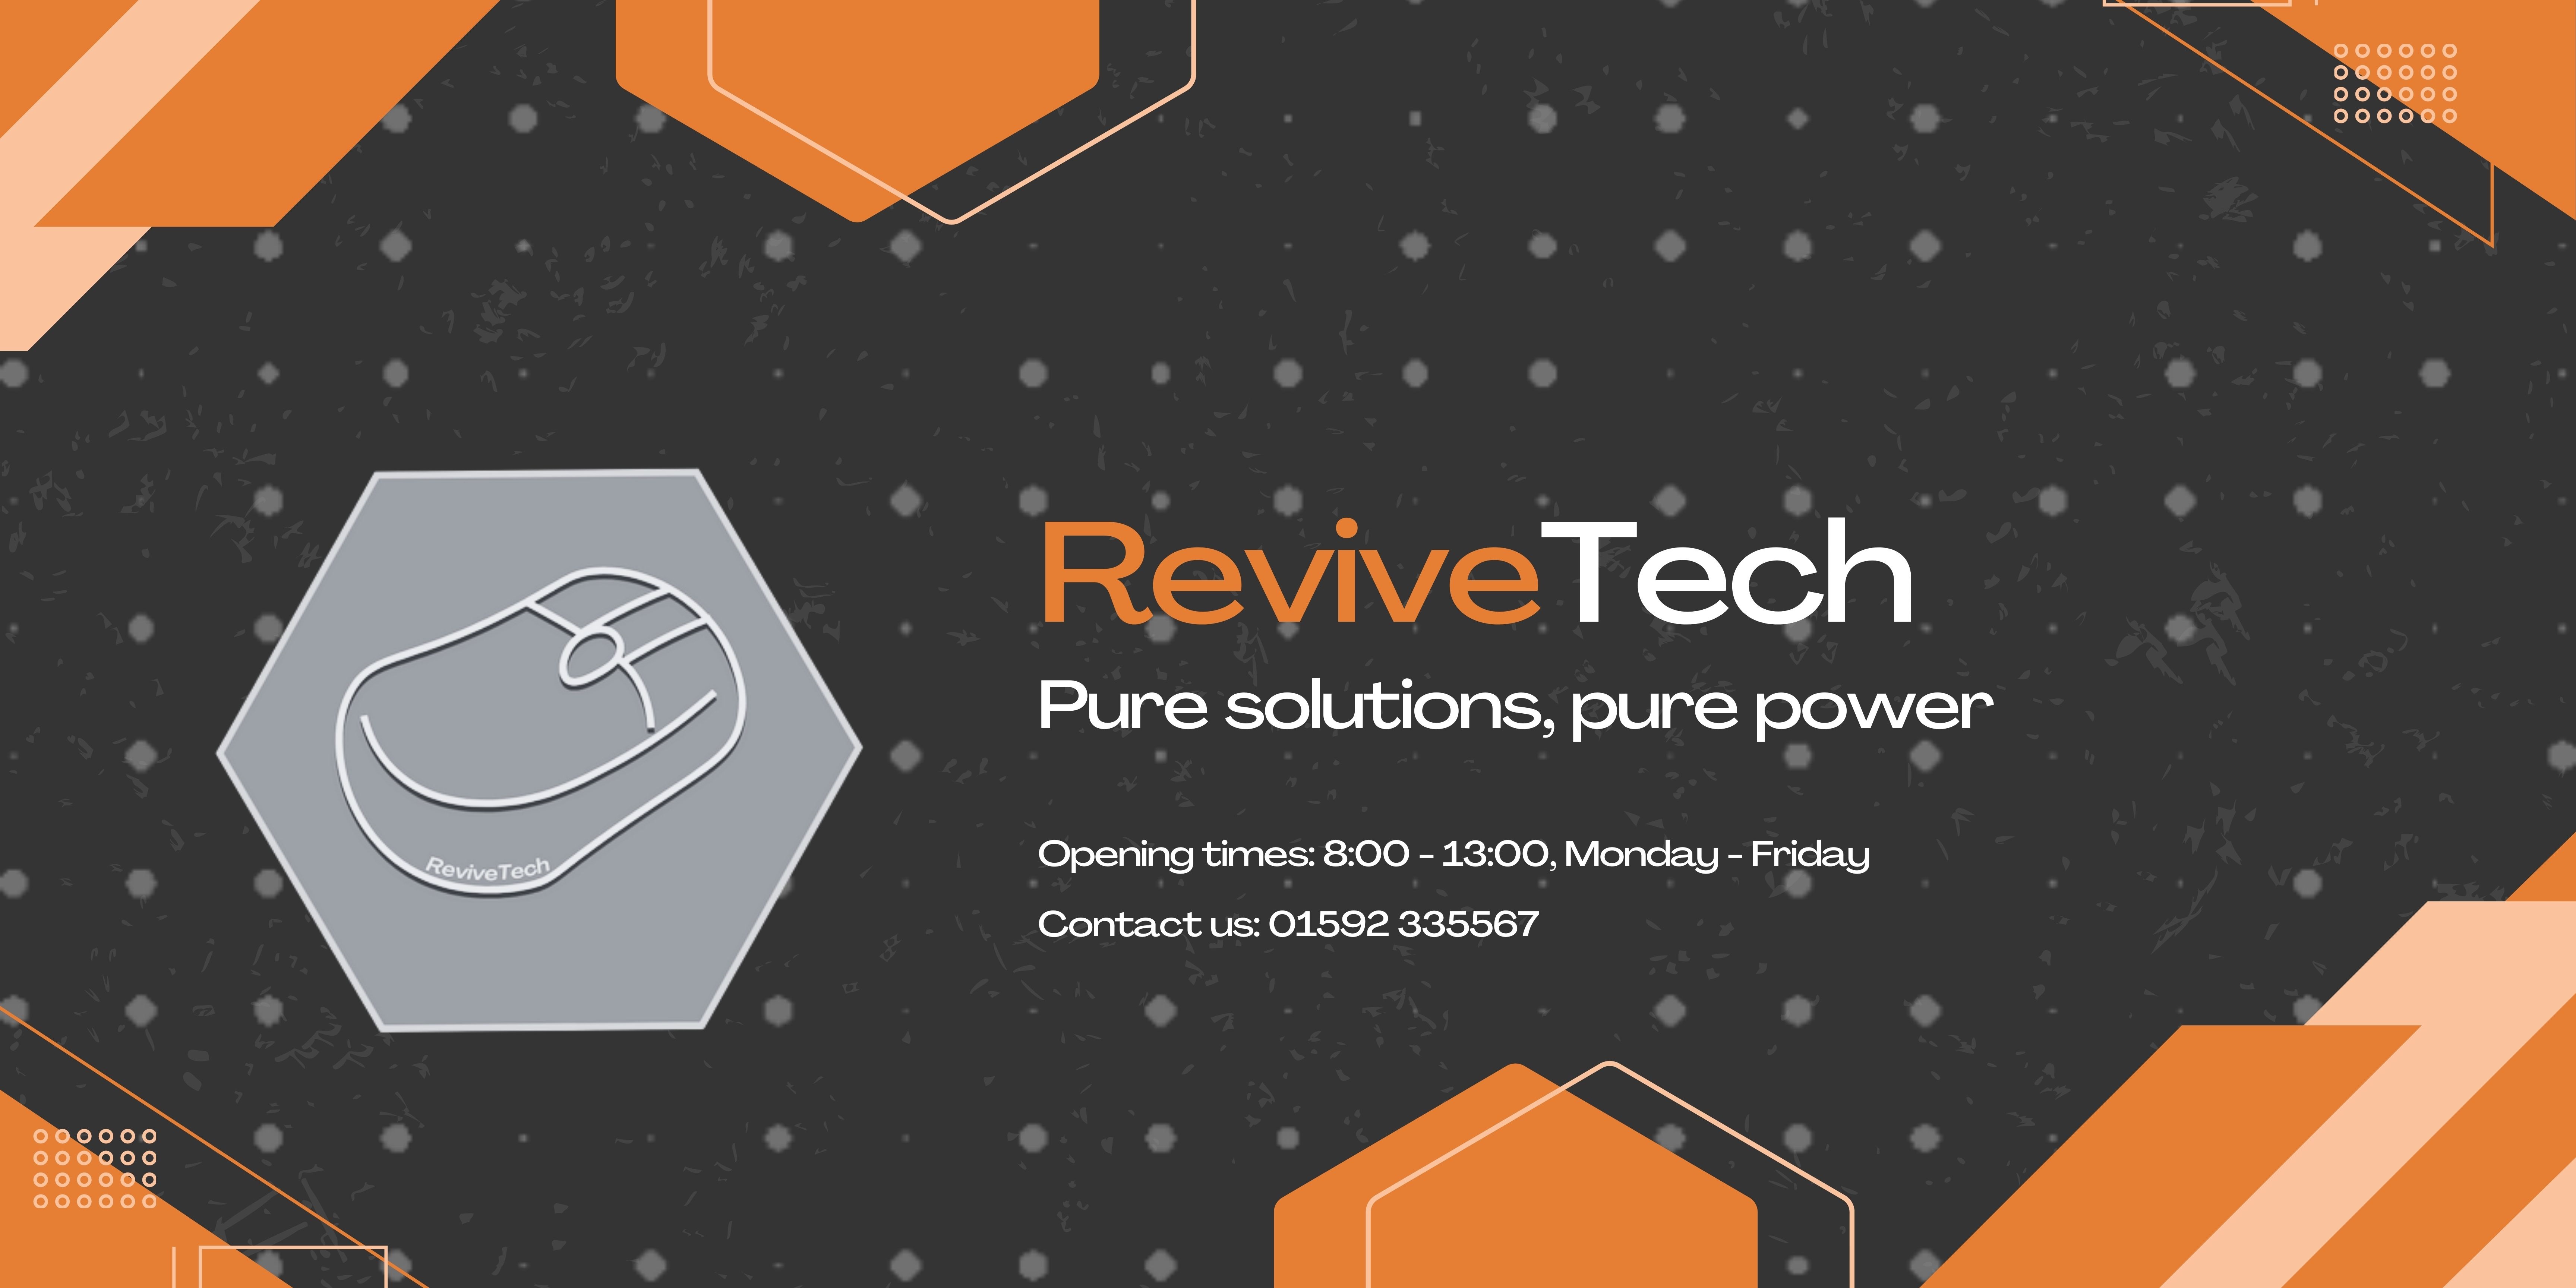 ReviveTech
Pure solutions, pure power
Opening times: 8:00 - 13:00, Monday - Friday
Contact us: 01592 335567
ReviveTech